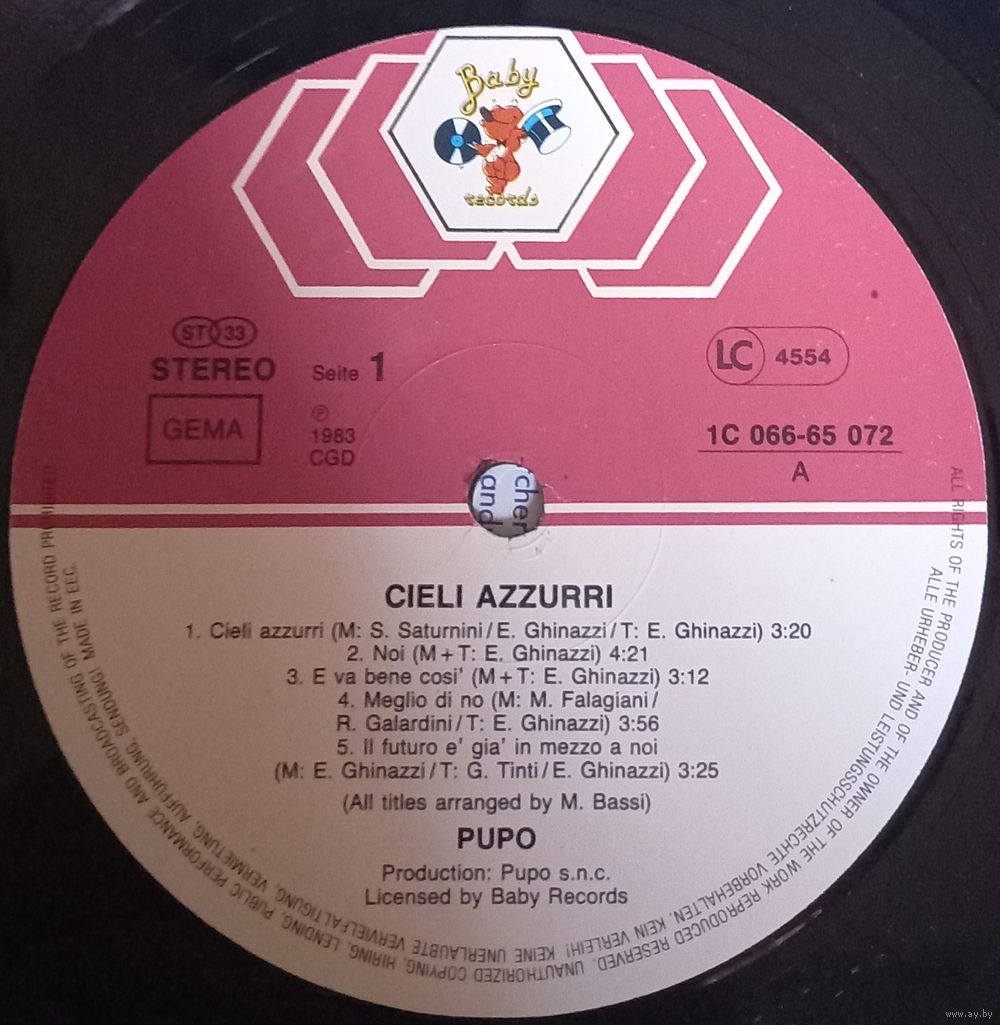 Baby
records
ST 33
STEREO
Seite 1
LC 4554
GEMA
℗
1983
CGD
1C 066-65 072
A
cher
and
CIELI AZZURRI
1. Cieli azzurri (M: S. Saturnini/E. Ghinazzi/T: E. Ghinazzi) 3:20
2. Noi (M+T: E. Ghinazzi) 4:21
3. E va bene cosi' (M+T: E. Ghinazzi) 3:12
4. Meglio di no (M: M. Falagiani/
R. Galardini/T: E. Ghinazzi) 3:56
5. Il futuro e' gia' in mezzo a noi
(M: E. Ghinazzi/T: G. Tinti/E. Ghinazzi) 3:25
(All titles arranged by M. Bassi)
PUPO
Production: Pupo s.n.c.
Licensed by Baby Records
ALL RIGHTS OF THE PRODUCER AND OF THE OWNER OF THE WORK REPRODUCED RESERVED. UNAUTHORIZED COPYING, HIRING, LENDING, PUBLIC PERFORMANCE AND BROADCASTING OF THE RECORD PROHIBITED
ALLE URHEBER- UND LEISTUNGSSCHUTZRECHTE VORBEHALTEN. KEIN VERLEIH! KEINE UNERLAUBTE VERVIELFÄLTIGUNG, VERMIETUNG, AUFFÜHRUNG, SENDUNG! MADE IN EEC.
www.ay.by